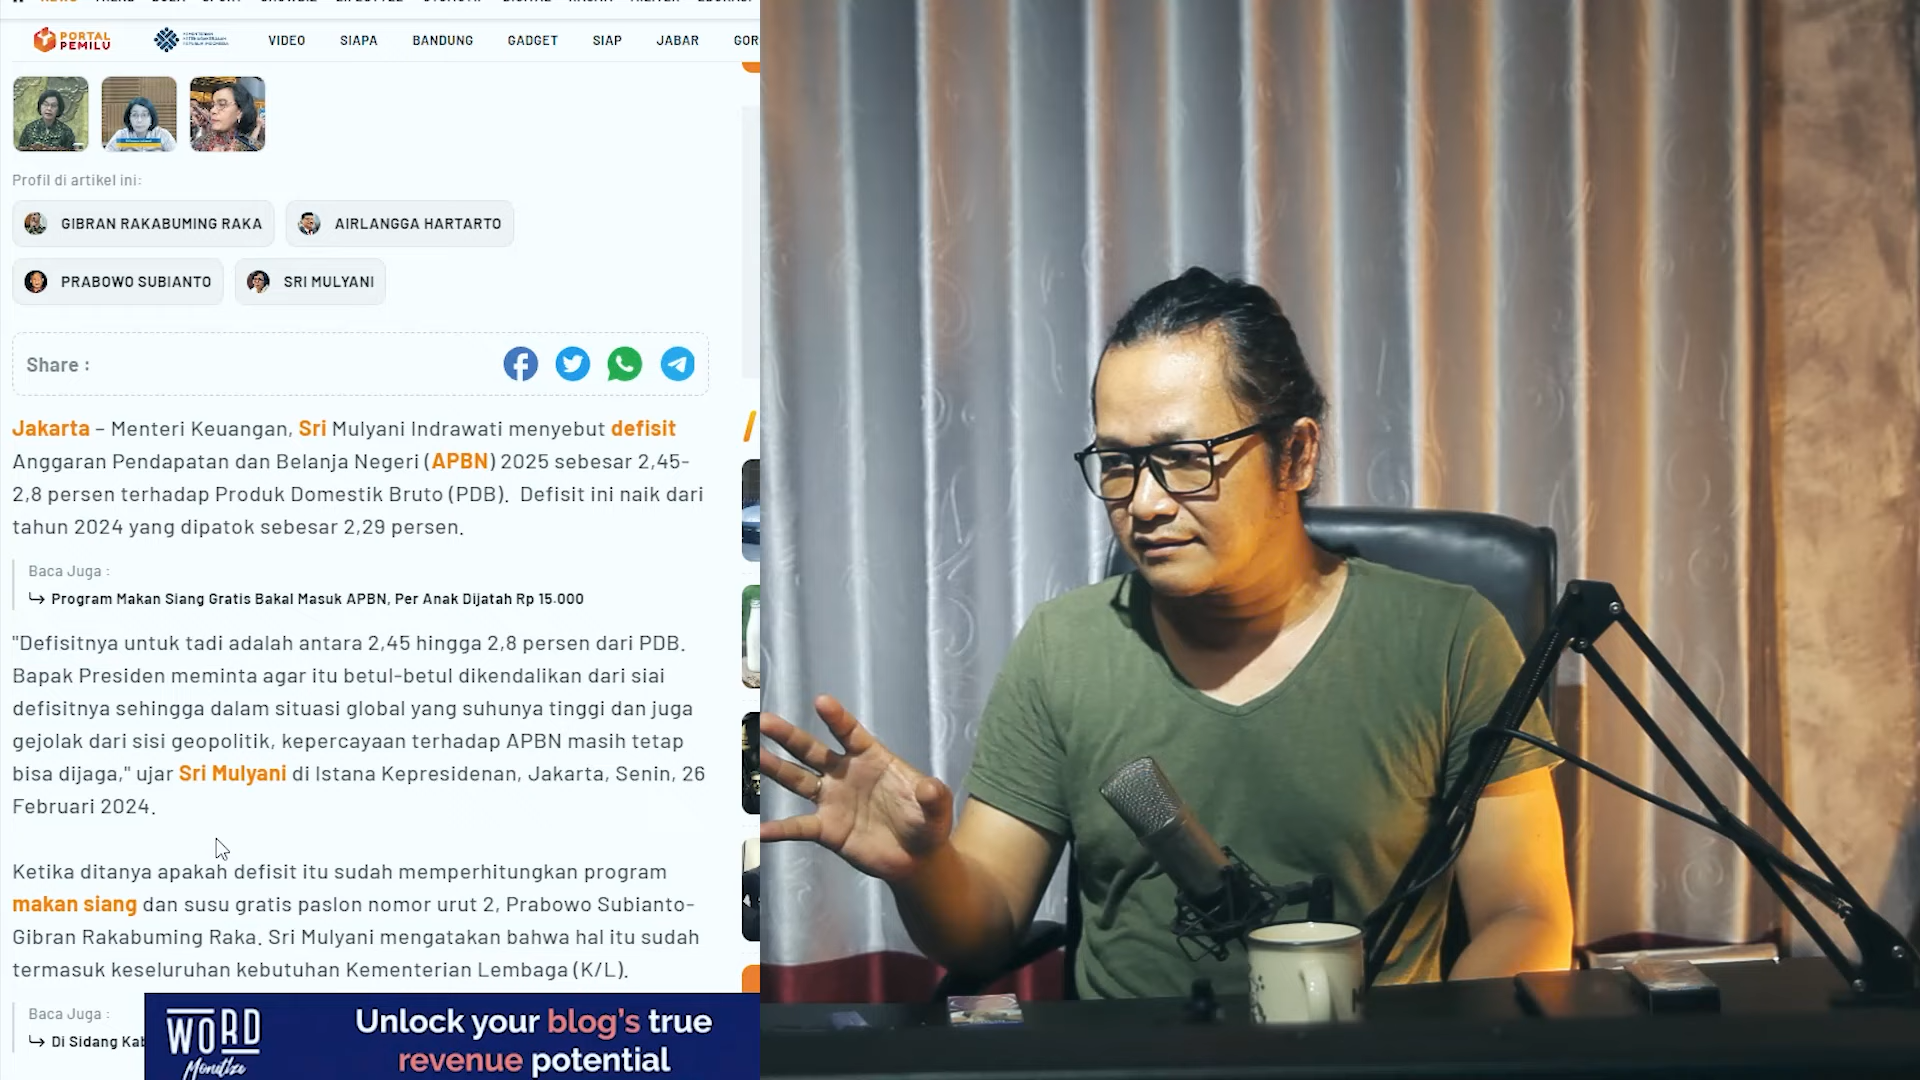 PORTAL
PEMILU
VIDEO SIAPA BANDUNG GADGET SIAP JABAR
Profil di artikel ini:
GIBRAN RAKABUMING RAKA AIRLANGGA HARTARTO
PRABOWO SUBIANTO SRI MULYANI
Share :
Jakarta – Menteri Keuangan, Sri Mulyani Indrawati menyebut defisit
Anggaran Pendapatan dan Belanja Negeri (APBN) 2025 sebesar 2,45-
2,8 persen terhadap Produk Domestik Bruto (PDB). Defisit ini naik dari
tahun 2024 yang dipatok sebesar 2,29 persen.
Baca Juga :
Program Makan Siang Gratis Bakal Masuk APBN, Per Anak Dijatah Rp 15.000
"Defisitnya untuk tadi adalah antara 2,45 hingga 2,8 persen dari PDB.
Bapak Presiden meminta agar itu betul-betul dikendalikan dari siai
defisitnya sehingga dalam situasi global yang suhunya tinggi dan juga
gejolak dari sisi geopolitik, kepercayaan terhadap APBN masih tetap
bisa dijaga," ujar Sri Mulyani di Istana Kepresidenan, Jakarta, Senin, 26
Februari 2024.
Ketika ditanya apakah defisit itu sudah memperhitungkan program
makan siang dan susu gratis paslon nomor urut 2, Prabowo Subianto-
Gibran Rakabuming Raka. Sri Mulyani mengatakan bahwa hal itu sudah
termasuk keseluruhan kebutuhan Kementerian Lembaga (K/L).
Baca Juga :
Di Sidang
WORD
Monetize
Unlock your blog's true
revenue potential